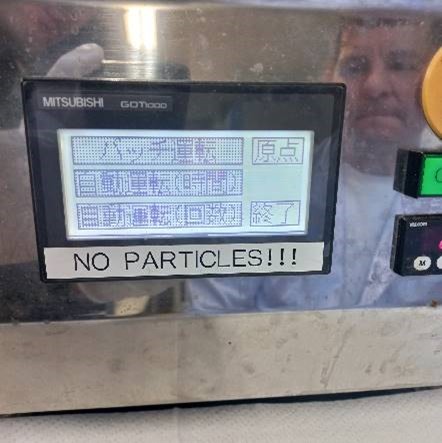 MITSUBISHI GOT1000
バッチ運転 原点
自動運転(時間)
自動運転(回数) 終了
NO PARTICLES!!!
M